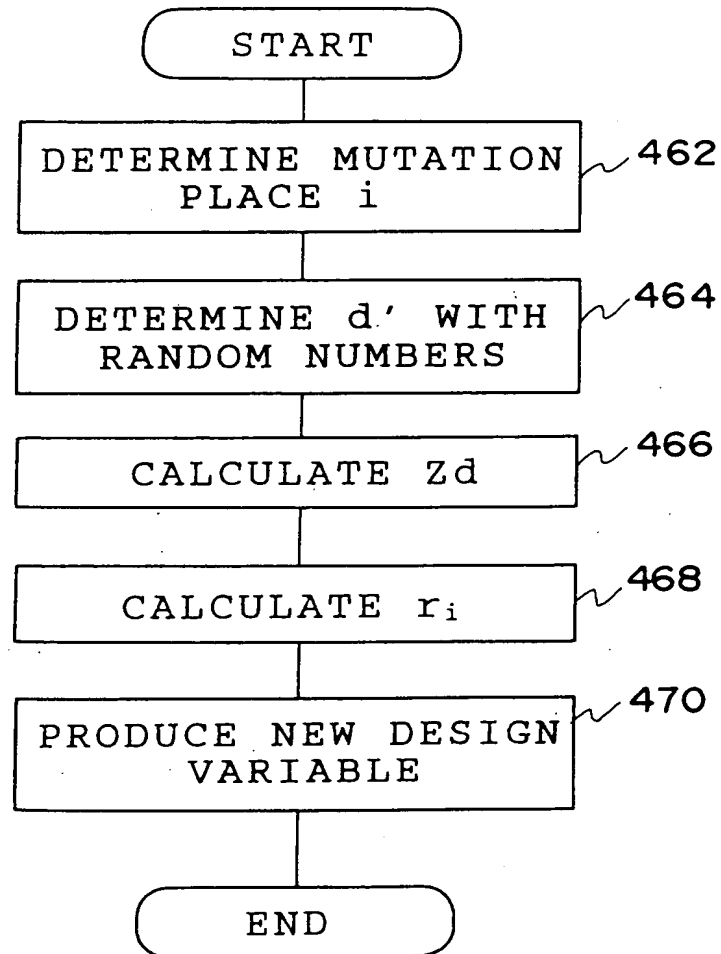 START
DETERMINE MUTATION
PLACE i
462
DETERMINE d' WITH
RANDOM NUMBERS
464
CALCULATE Zd
466
CALCULATE ri
468
PRODUCE NEW DESIGN
VARIABLE
470
END